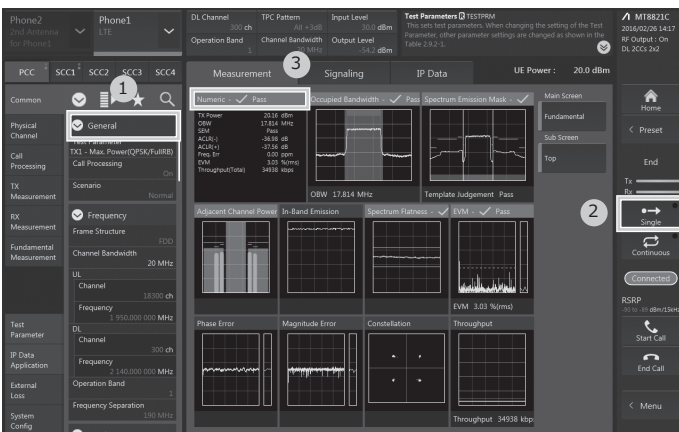 Phone2
2nd Antenna
for Phone1
Phone1
LTE
DL Channel
300 ch
TPC Pattern
All +3dB
Input Level
30.0 dBm
Operation Band
1
Channel Bandwidth
20 MHz
Output Level
-54.2 dBm
Test Parameters TESTPRM
This sets test parameters. When changing the setting of the Test
Parameter, other parameter settings are changed as shown in the
Table 2.9.2-1.
MT8821C
2016/02/26 14:17
RF Output : On
DL 2CCs 2x2
PCC SCC1 SCC2 SCC3 SCC4
Measurement
3
Signaling
IP Data
UE Power : 20.0 dBm
Common
1
Physical
Channel
Call
Processing
TX
Measurement
RX
Measurement
Fundamental
Measurement
Test
Parameter
IP Data
Application
External
Loss
System
Config
General
Test Parameter
TX1 - Max. Power(QPSK/FullRB)
Call Processing
On
Scenario
Normal
Frequency
Frame Structure
FDD
Channel Bandwidth
20 MHz
UL
Channel
18300 ch
Frequency
1 950.000 000 MHz
DL
Channel
300 ch
Frequency
2 140.000 000 MHz
Operation Band
1
Frequency Separation
190 MHz
Numeric - Pass
TX Power 20.16 dBm
OBW 17.814 MHz
SEM Pass
ACLR(-) -36.58 dB
ACLR(+) -37.56 dB
Freq. Err 0.00 ppm
EVM 3.03 %(rms)
Throughput(Total) 34938 kbps
Occupied Bandwidth - Pass
OBW 17.814 MHz
Spectrum Emission Mask -
Template Judgement Pass
Adjacent Channel Power
In-Band Emission
Spectrum Flatness -
EVM - Pass
EVM 3.03 %(rms)
Phase Error
Magnitude Error
Constellation
Throughput
Throughput 34938 kbp
Main Screen
Fundamental
Sub Screen
Top
2
Home
Preset
End
Tx
Rx
Single
Continuous
Connected
RSRP
-90 to -89 dBm/15kHz
Start Call
End Call
Menu